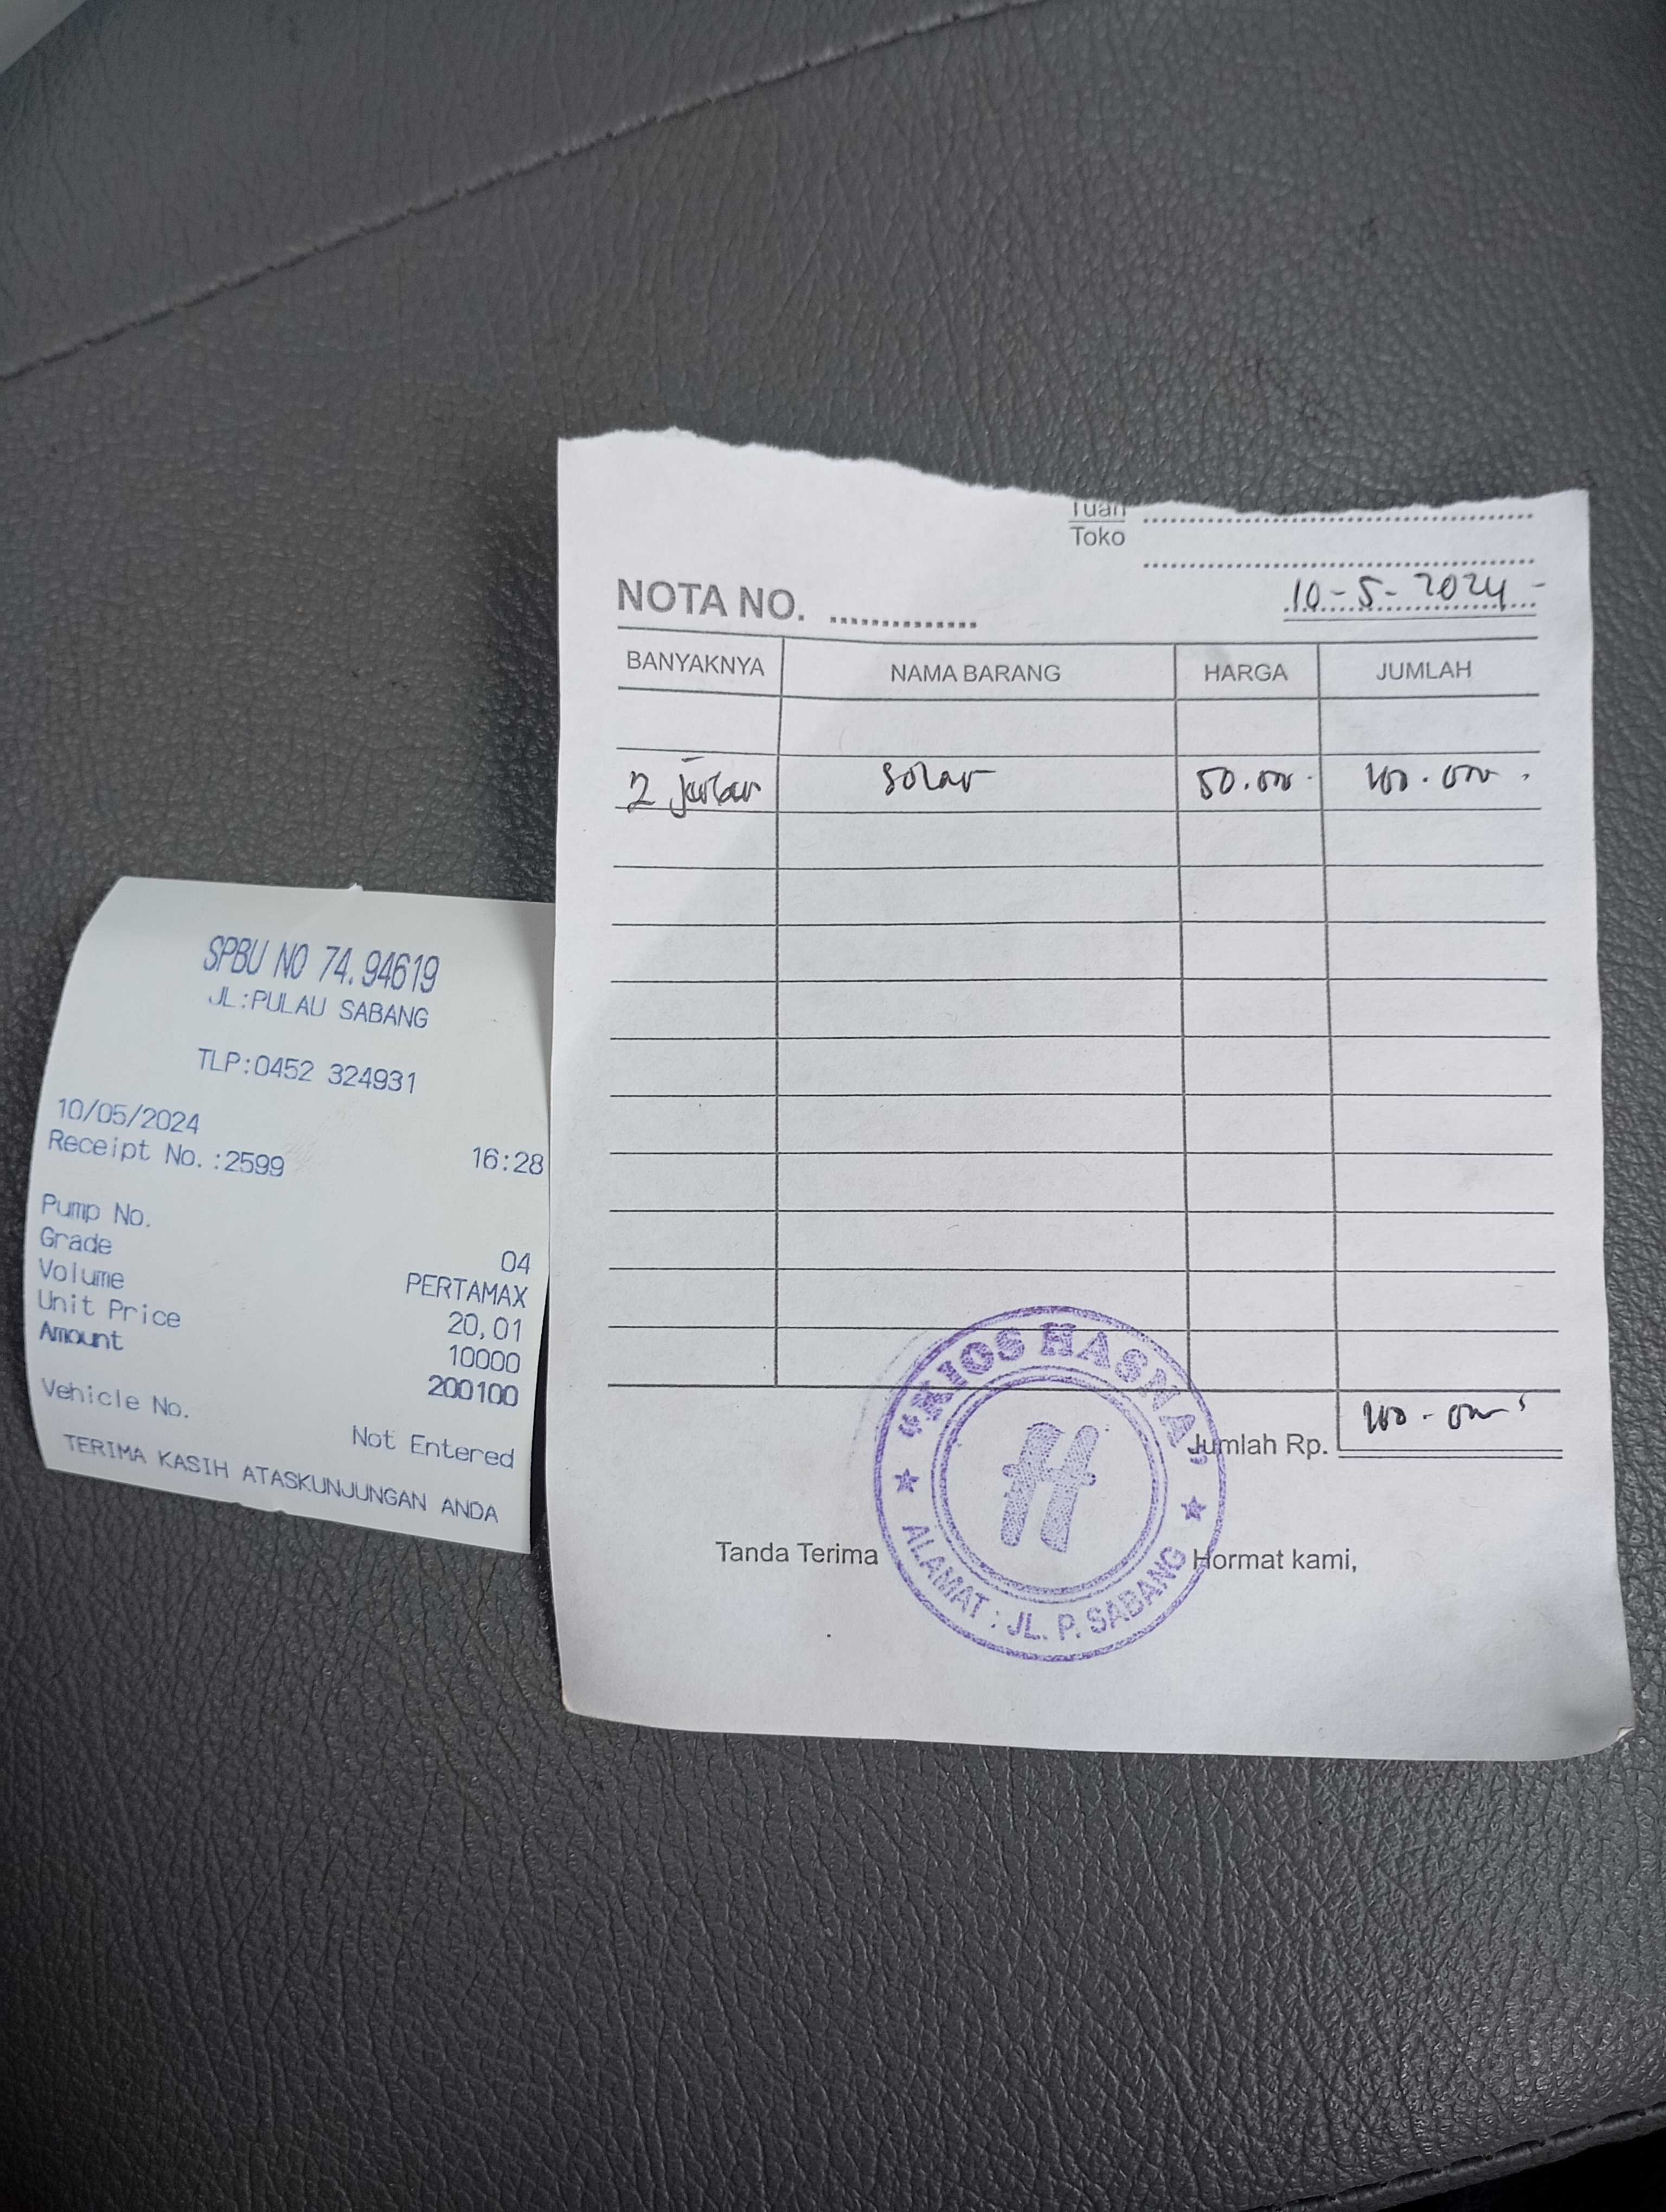 SPBU NO 74.94619
JL:PULAU SABANG
TLP:0452 324931
10/05/2024
Receipt No.:2599 16:28
Pump No. 04
Grade PERTAMAX
Volume 20,01
Unit Price 10000
Amount 200100
Vehicle No. Not Entered
TERIMA KASIH ATASKUNJUNGAN ANDA
Tuan
Toko
NOTA NO. 10-5-2024
BANYAKNYA NAMA BARANG HARGA JUMLAH
2 Solar 50.000 100.000
Jumlah Rp. 100.000
Tanda Terima Hormat kami,
"KIOS HASMA"
H
ALAMAT : JL. P. SABANG